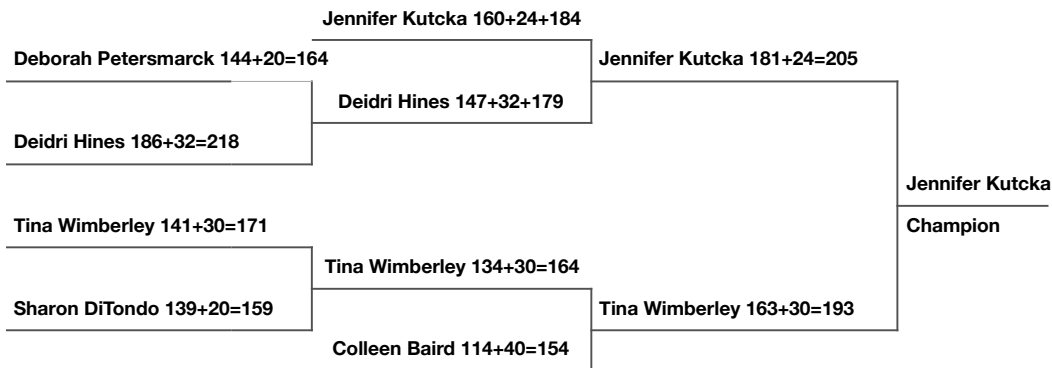 Jennifer Kutcka 160+24+184
Deborah Petersmarck 144+20=164
Jennifer Kutcka 181+24=205
Deidri Hines 147+32+179
Deidri Hines 186+32=218
Jennifer Kutcka
Tina Wimberley 141+30=171
Champion
Tina Wimberley 134+30=164
Sharon DiTondo 139+20=159
Tina Wimberley 163+30=193
Colleen Baird 114+40=154